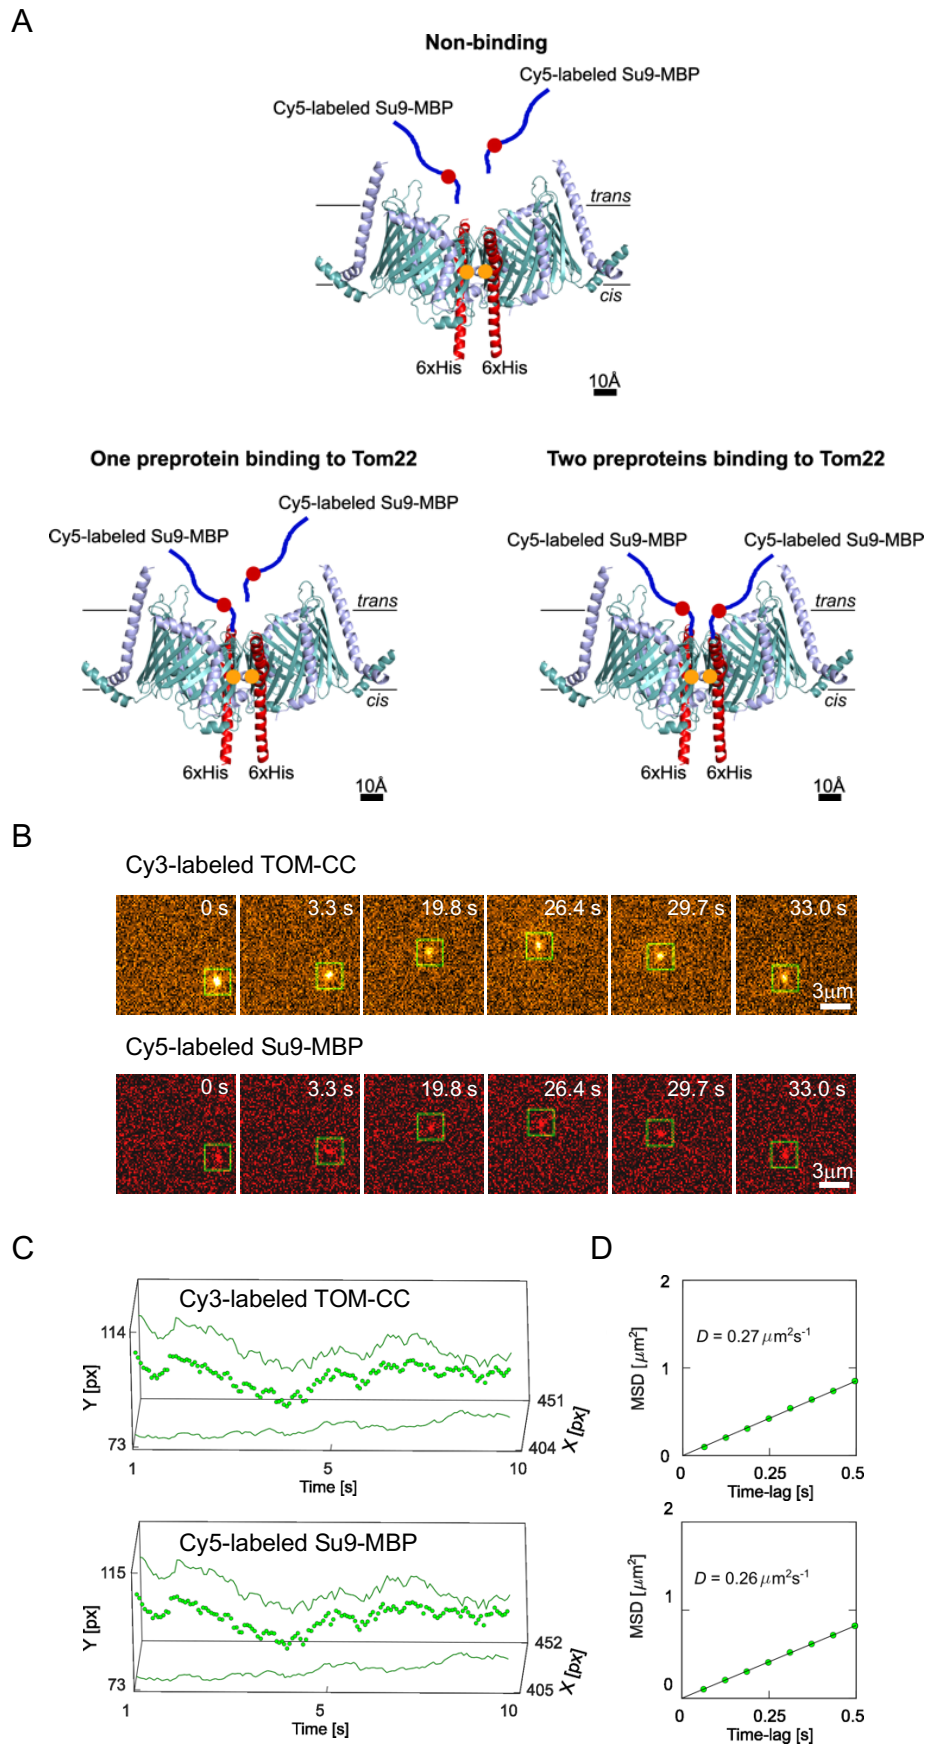 A
Non-binding
Cy5-labeled Su9-MBP
Cy5-labeled Su9-MBP
trans
cis
6xHis 6xHis
10Å
One preprotein binding to Tom22
Two preproteins binding to Tom22
Cy5-labeled Su9-MBP
Cy5-labeled Su9-MBP
trans
cis
6xHis 6xHis
10Å
Cy5-labeled Su9-MBP
Cy5-labeled Su9-MBP
trans
cis
6xHis 6xHis
10Å
B
Cy3-labeled TOM-CC
0 s 3.3 s 19.8 s 26.4 s 29.7 s 33.0 s
3µm
Cy5-labeled Su9-MBP
0 s 3.3 s 19.8 s 26.4 s 29.7 s 33.0 s
3µm
C
Cy3-labeled TOM-CC
114
Y [px]
73
451
X [px]
404
1 5 10
Time [s]
Cy5-labeled Su9-MBP
115
Y [px]
73
452
X [px]
405
1 5 10
Time [s]
D
2
MSD [µm²]
D = 0.27 µm²s⁻¹
1
0
0 0.25 0.5
Time-lag [s]
2
MSD [µm²]
D = 0.26 µm²s⁻¹
1
0
0 0.25 0.5
Time-lag [s]